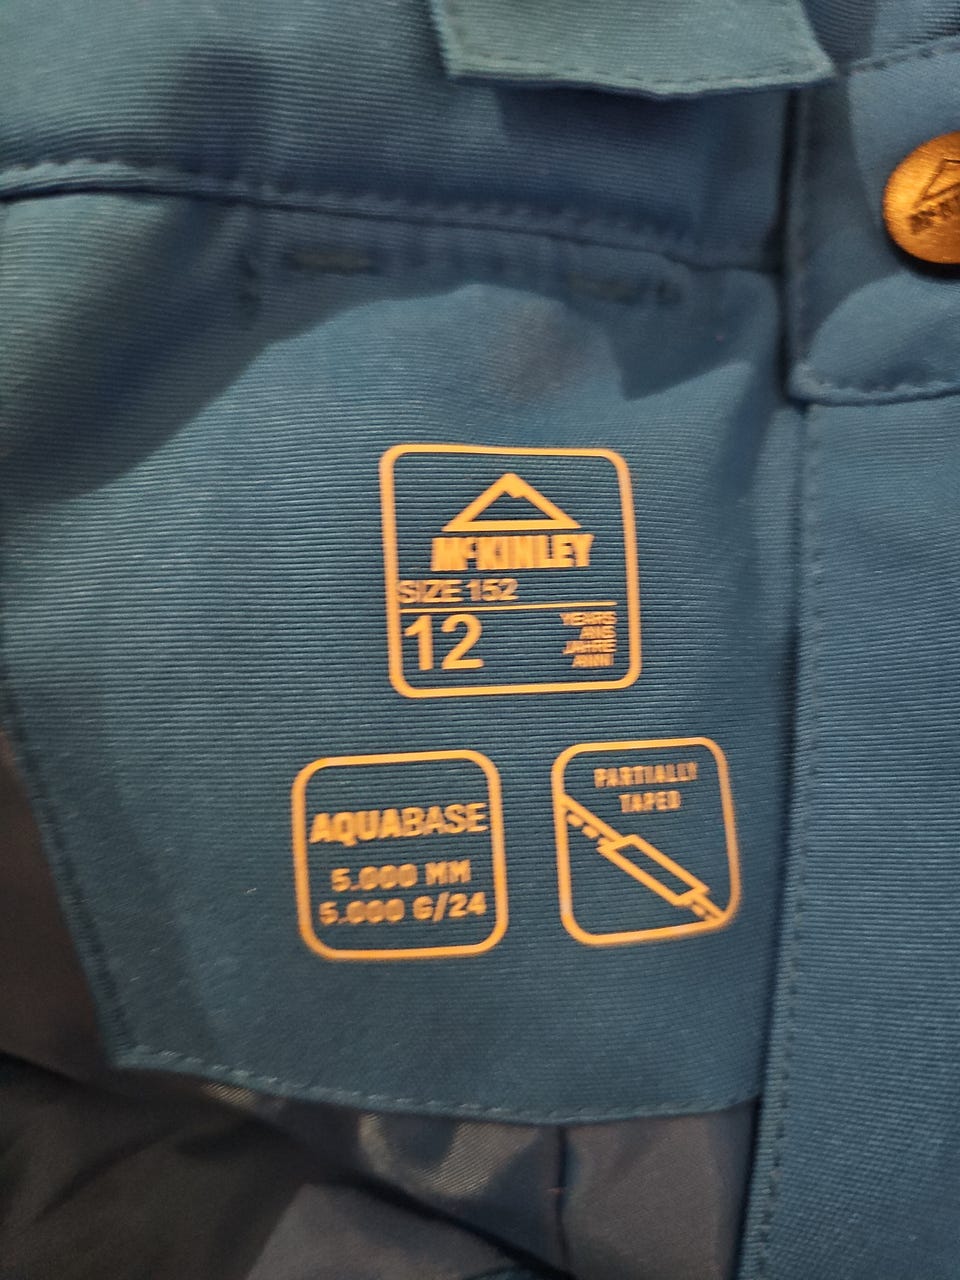 McKINLEY
SIZE 152
12
YEARS
ANS
JAHRE
ANNI
AQUABASE
5.000 MM
5.000 G/24
PARTIALLY
TAPED